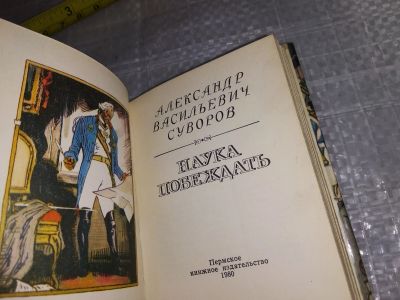 АЛЕКСАНДР
ВАСИЛЬЕВИЧ
СУВОРОВ
НАУКА
ПОБЕЖДАТЬ
Пермское
книжное издательство
1980